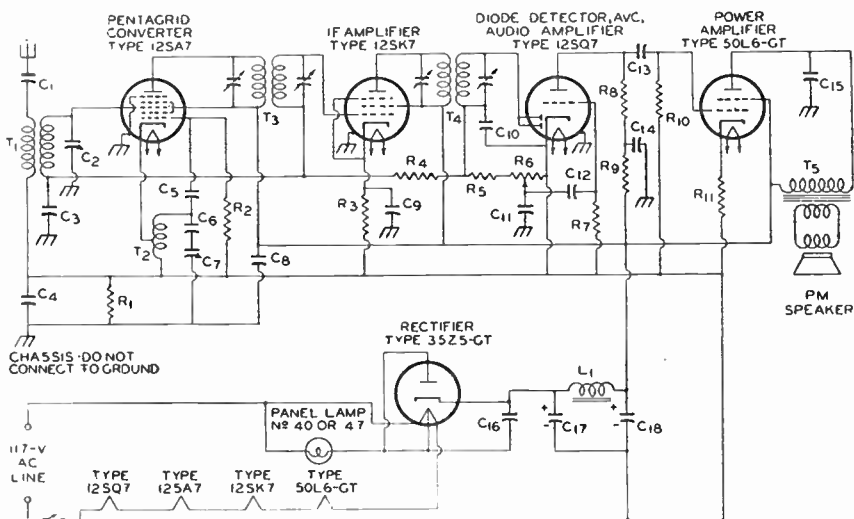 PENTAGRID
CONVERTER
TYPE 12SA7
IF AMPLIFIER
TYPE 12SK7
DIODE DETECTOR, AVC,
AUDIO AMPLIFIER
TYPE 12SQ7
POWER
AMPLIFIER
TYPE 50L6-GT
C1
T1
C2
C3
C4
R1
T2
C5
C6
C7
R2
C8
T3
R3
R4
C9
T4
C10
R5
R6
C11
C12
R7
R8
C13
C14
R9
R10
R11
C15
T5
PM
SPEAKER
CHASSIS-DO NOT
CONNECT TO GROUND
RECTIFIER
TYPE 35Z5-GT
PANEL LAMP
Nº 40 OR 47
C16
C17
L1
C18
+
-
+
-
117-V
AC
LINE
TYPE
12SQ7
TYPE
12SA7
TYPE
12SK7
TYPE
50L6-GT